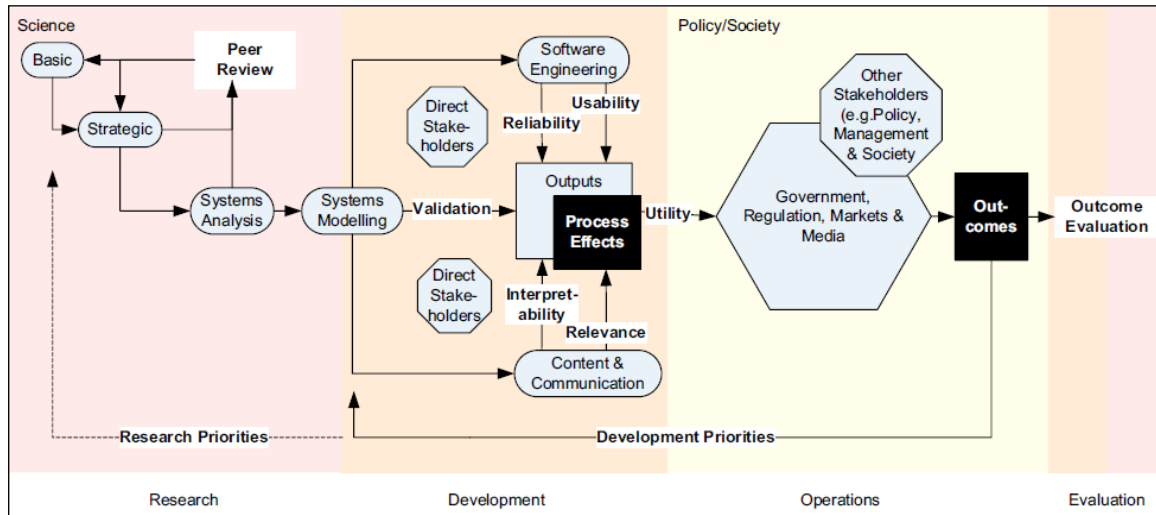 Science
Policy/Society
Basic
Peer
Review
Strategic
Systems
Analysis
Systems
Modelling
Software
Engineering
Direct
Stake-
holders
Reliability
Usability
Validation
Outputs
Process
Effects
Utility
Direct
Stake-
holders
Interpret-
ability
Relevance
Content &
Communication
Other
Stakeholders
(e.g.Policy,
Management
& Society
Government,
Regulation, Markets &
Media
Out-
comes
Outcome
Evaluation
Research Priorities
Development Priorities
Research
Development
Operations
Evaluation